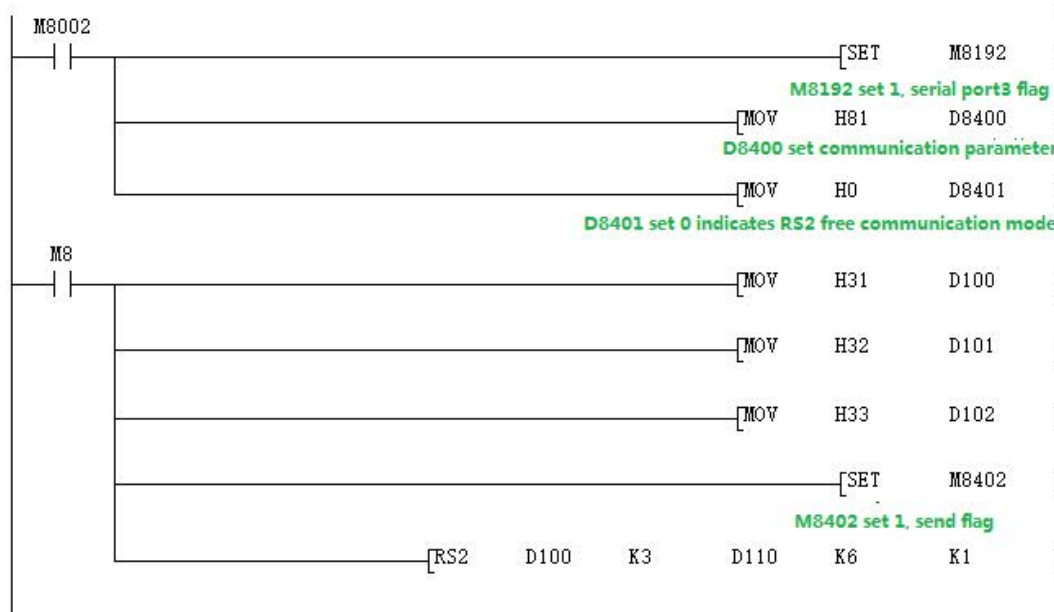 M8002
SET M8192
M8192 set 1, serial port3 flag
MOV H81 D8400
D8400 set communication parameter
MOV H0 D8401
D8401 set 0 indicates RS2 free communication mode
M8
MOV H31 D100
MOV H32 D101
MOV H33 D102
SET M8402
M8402 set 1, send flag
RS2 D100 K3 D110 K6 K1